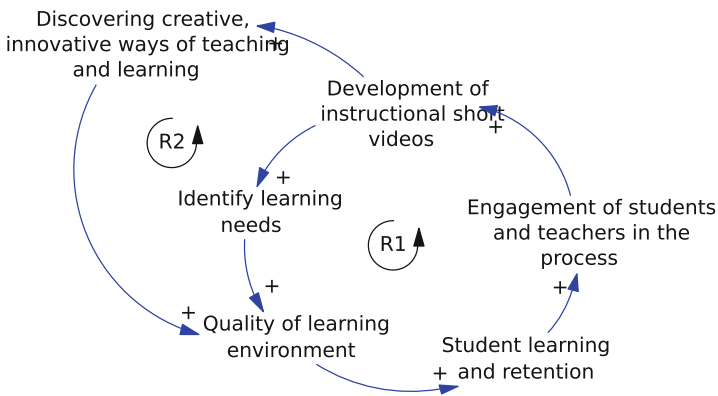 Discovering creative,
innovative ways of teaching
and learning
+
Development of
instructional short
videos
+
R2
+
Identify learning
needs
Engagement of students
and teachers in the
process
R1
+
+
+
Quality of learning
environment
Student learning
and retention
+